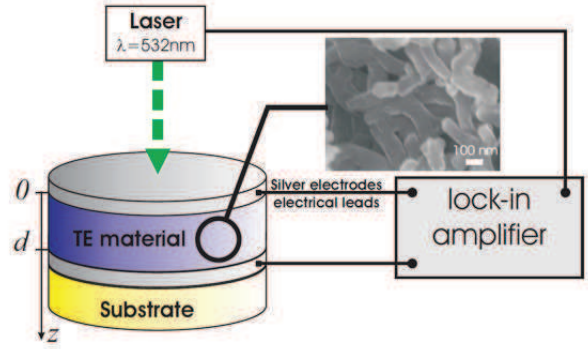 Laser
λ=532nm
100 nm
0
Silver electrodes
electrical leads
lock-in
amplifier
TE material
d
Substrate
z